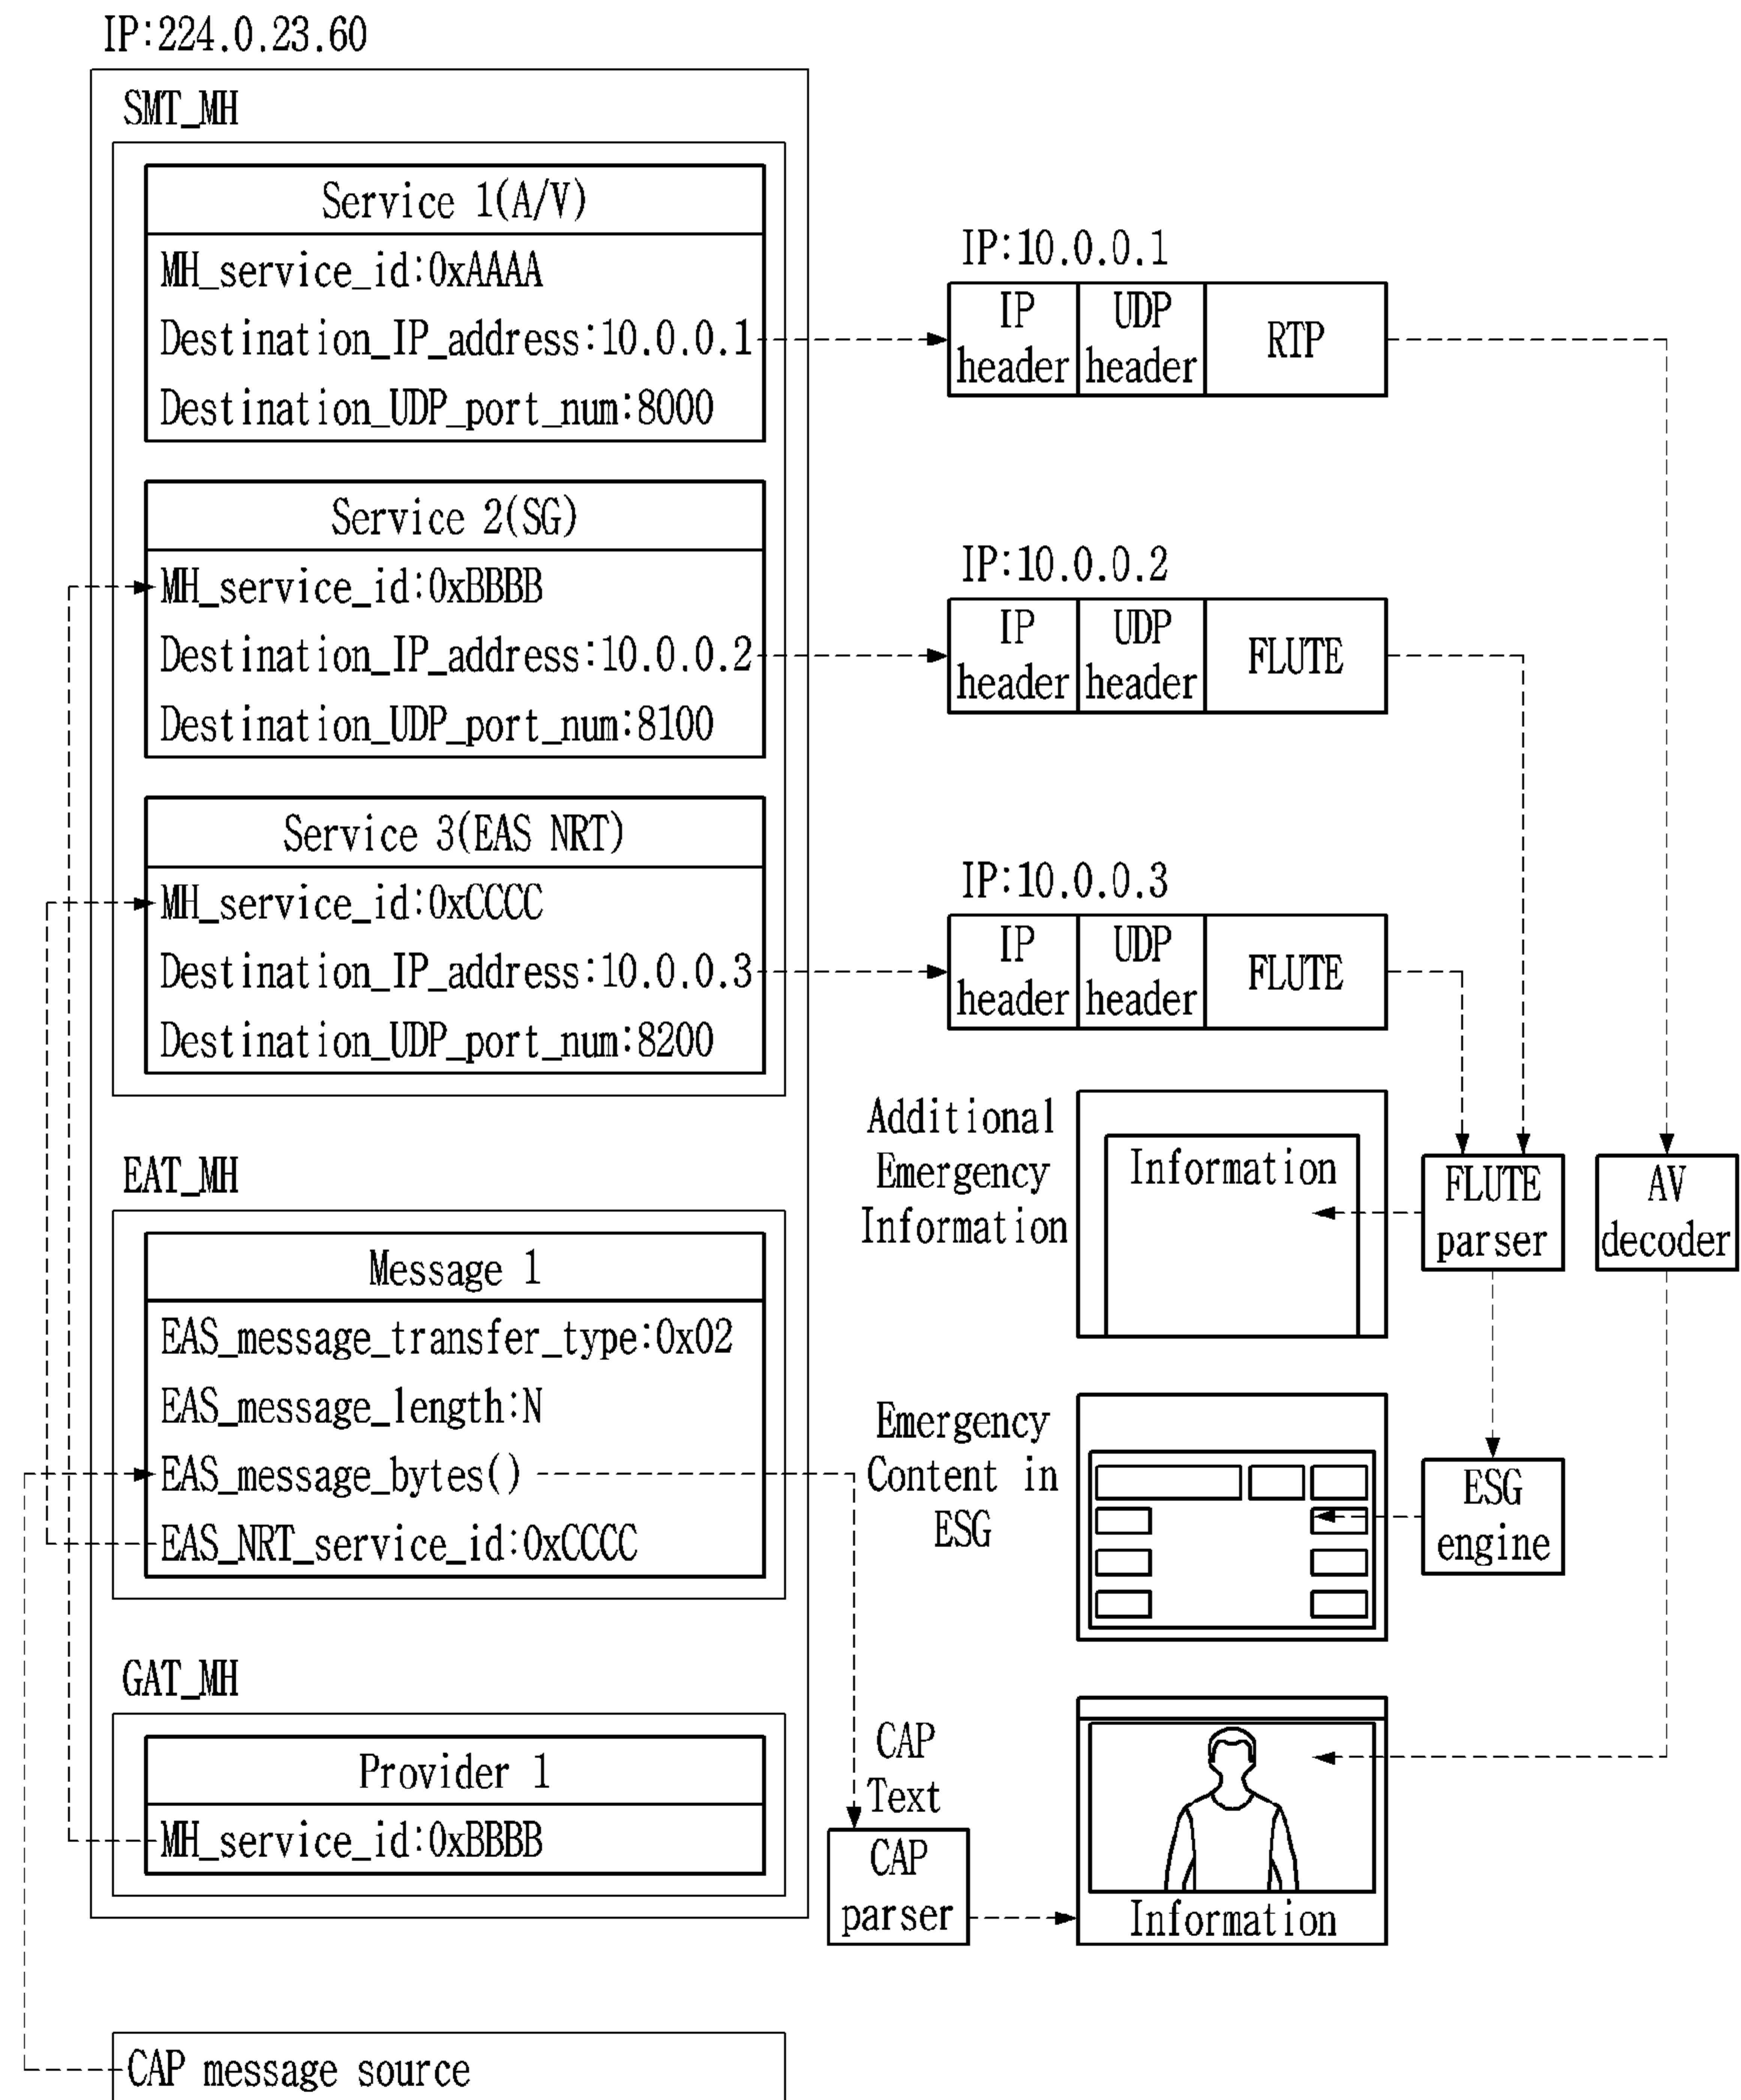 IP:224.0.23.60
SMT_MH
Service 1(A/V)
MH_service_id:0xAAAA
Destination_IP_address:10.0.0.1
Destination_UDP_port_num:8000
Service 2(SG)
MH_service_id:0xBBBB
Destination_IP_address:10.0.0.2
Destination_UDP_port_num:8100
Service 3(EAS NRT)
MH_service_id:0xCCCC
Destination_IP_address:10.0.0.3
Destination_UDP_port_num:8200
EAT_MH
Message 1
EAS_message_transfer_type:0x02
EAS_message_length:N
EAS_message_bytes()
EAS_NRT_service_id:0xCCCC
GAT_MH
Provider 1
MH_service_id:0xBBBB
CAP message source
IP:10.0.0.1
IP
header
UDP
header
RTP
IP:10.0.0.2
IP
header
UDP
header
FLUTE
IP:10.0.0.3
IP
header
UDP
header
FLUTE
Additional
Emergency
Information
Information
FLUTE
parser
AV
decoder
Emergency
Content in
ESG
ESG
engine
CAP
Text
CAP
parser
Information